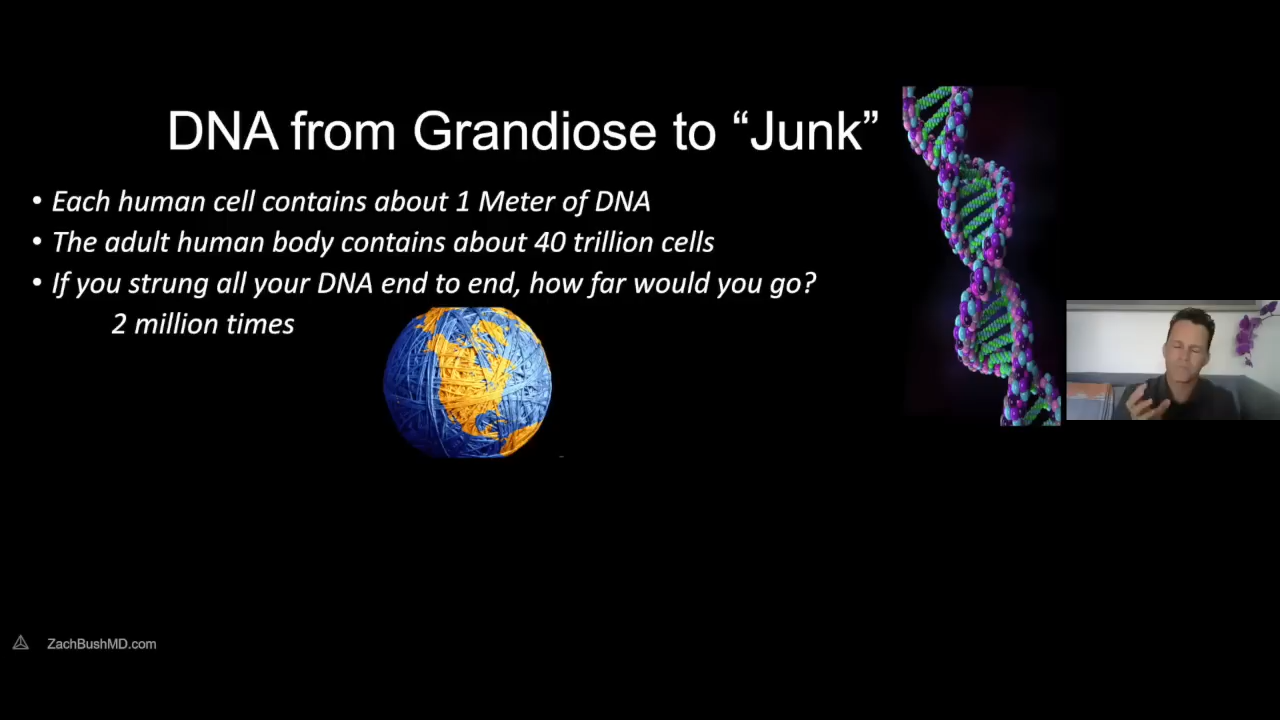 DNA from Grandiose to “Junk”
• Each human cell contains about 1 Meter of DNA
• The adult human body contains about 40 trillion cells
• If you strung all your DNA end to end, how far would you go?
2 million times
ZachBushMD.com